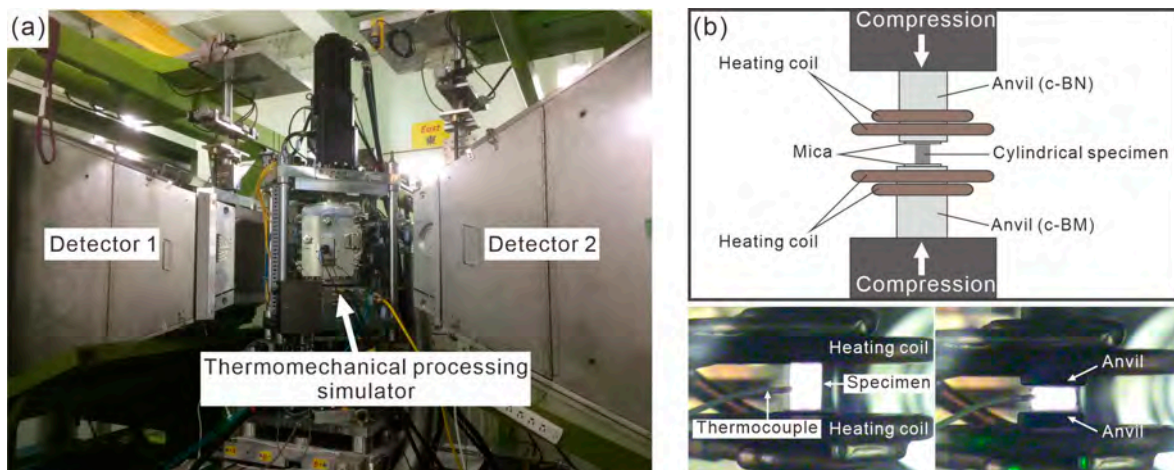 (a)
East
東
Detector 1
Detector 2
Thermomechanical processing
simulator
(b)
Compression
Heating coil
Anvil (c-BN)
Mica
Cylindrical specimen
Heating coil
Anvil (c-BM)
Compression
Heating coil
Specimen
Thermocouple
Heating coil
Anvil
Anvil